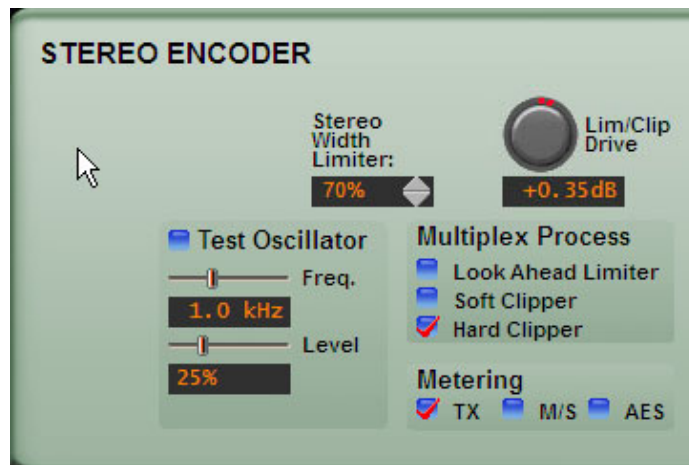 STEREO ENCODER
Stereo
Width
Limiter:
70%
Lim/Clip
Drive
+0.35dB
Test Oscillator
Freq.
1.0 kHz
Level
25%
Multiplex Process
Look Ahead Limiter
Soft Clipper
Hard Clipper
Metering
TX M/S AES